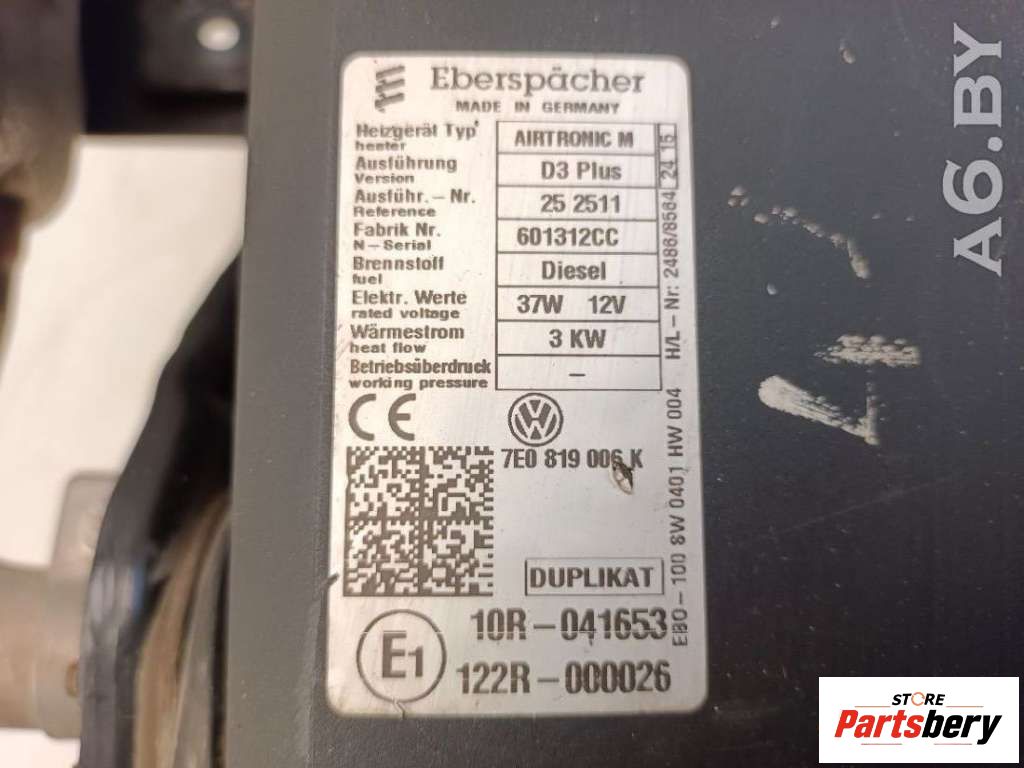 Eberspächer
MADE IN GERMANY
Heizgerät Typ AIRTRONIC M
heater
Ausführung D3 Plus
Version
Ausführ.-Nr. 25 2511
Reference
Fabrik Nr. 601312CC
N-Serial
Brennstoff Diesel
fuel
Elektr. Werte 37W 12V
rated voltage
Wärmestrom 3 KW
heat flow
Betriebsüberdruck –
working pressure
H/L-Nr: 2486/8564 24 15
CE
VW
7E0 819 006 K
EBO-100 8W 0401 HW 004
DUPLIKAT
E1
10R-041653
122R-000026
A6.BY
STORE
Partsbery